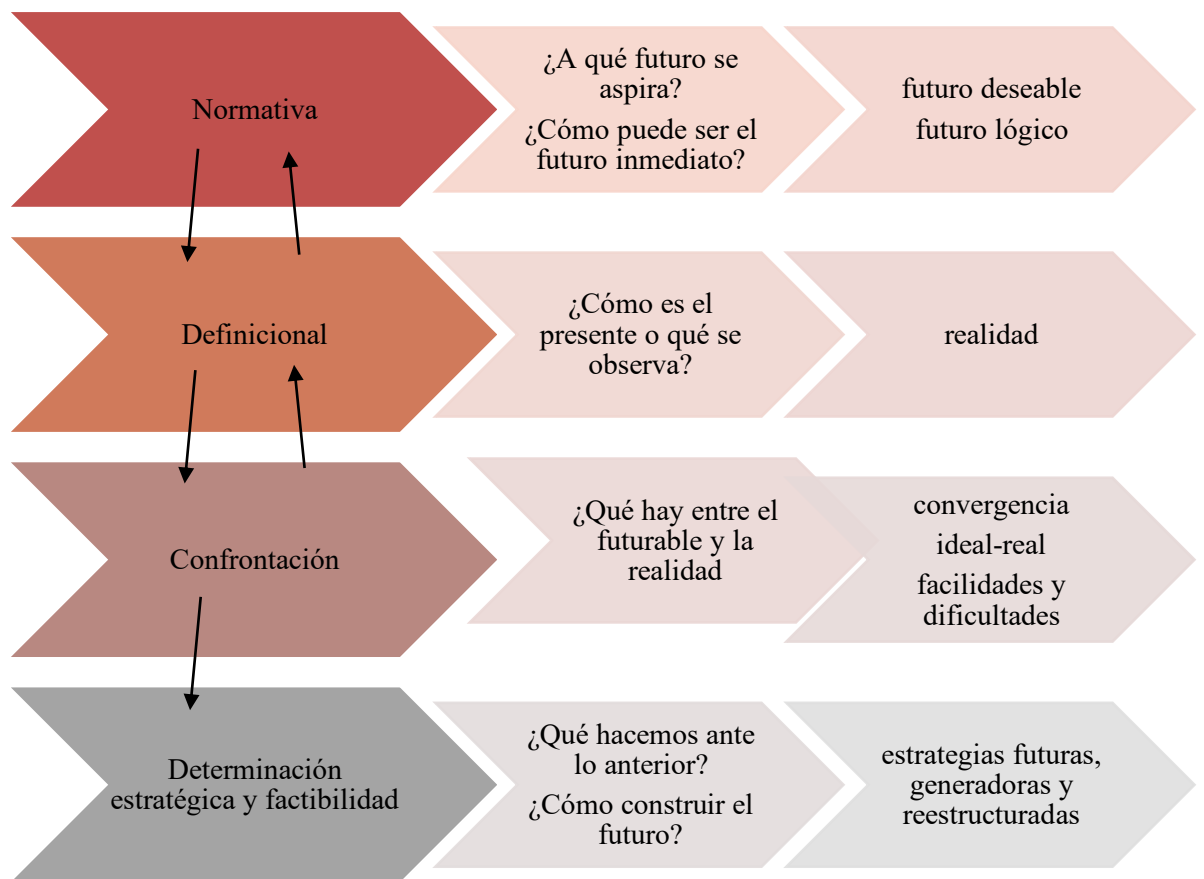 Normativa
¿A qué futuro se
aspira?
¿Cómo puede ser el
futuro inmediato?
futuro deseable
futuro lógico
Definicional
¿Cómo es el
presente o qué se
observa?
realidad
Confrontación
¿Qué hay entre el
futurable y la
realidad
convergencia
ideal-real
facilidades y
dificultades
Determinación
estratégica y factibilidad
¿Qué hacemos ante
lo anterior?
¿Cómo construir el
futuro?
estrategias futuras,
generadoras y
reestructuradas